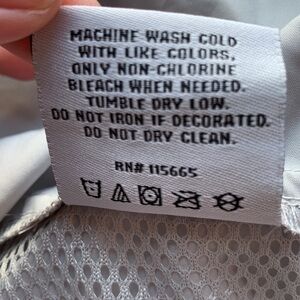 MACHINE WASH COLD
WITH LIKE COLORS,
ONLY NON-CHLORINE
BLEACH WHEN NEEDED.
TUMBLE DRY LOW.
DO NOT IRON IF DECORATED.
DO NOT DRY CLEAN.
RN# 115665